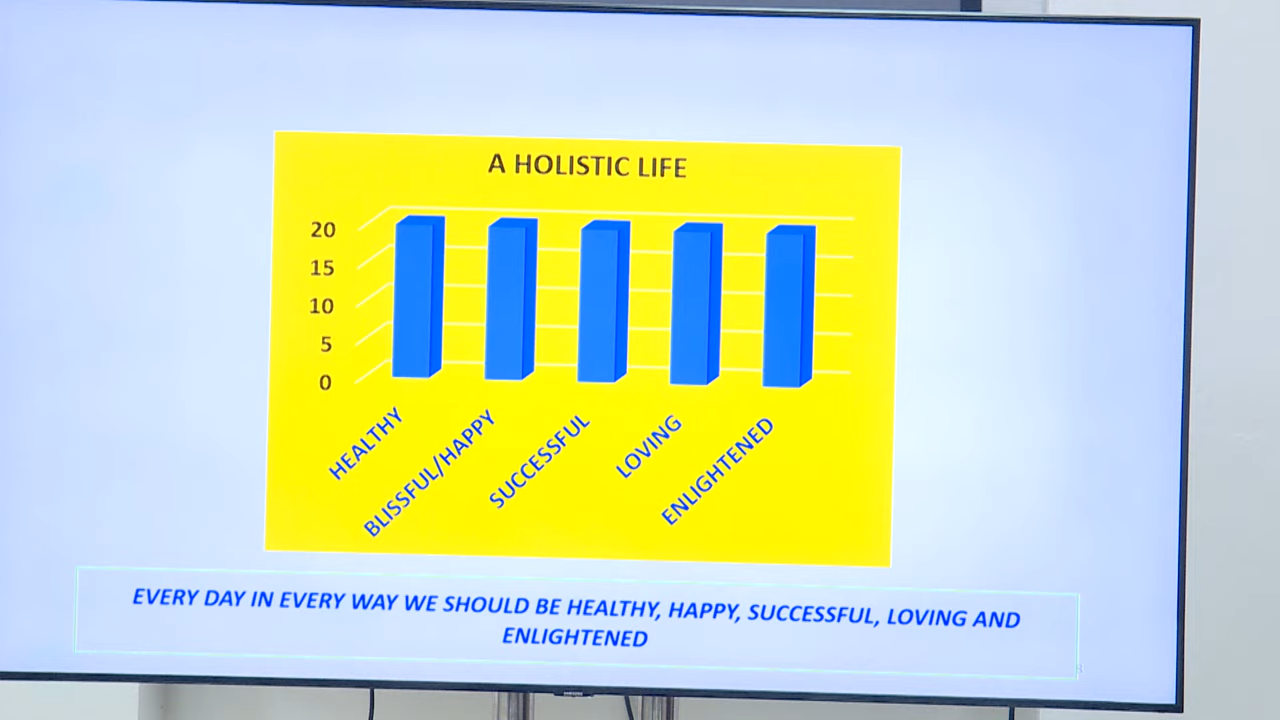 A HOLISTIC LIFE
20
15
10
5
0
HEALTHY
BLISSFUL/HAPPY
SUCCESSFUL
LOVING
ENLIGHTENED
EVERY DAY IN EVERY WAY WE SHOULD BE HEALTHY, HAPPY, SUCCESSFUL, LOVING AND
ENLIGHTENED
SAMSUNG